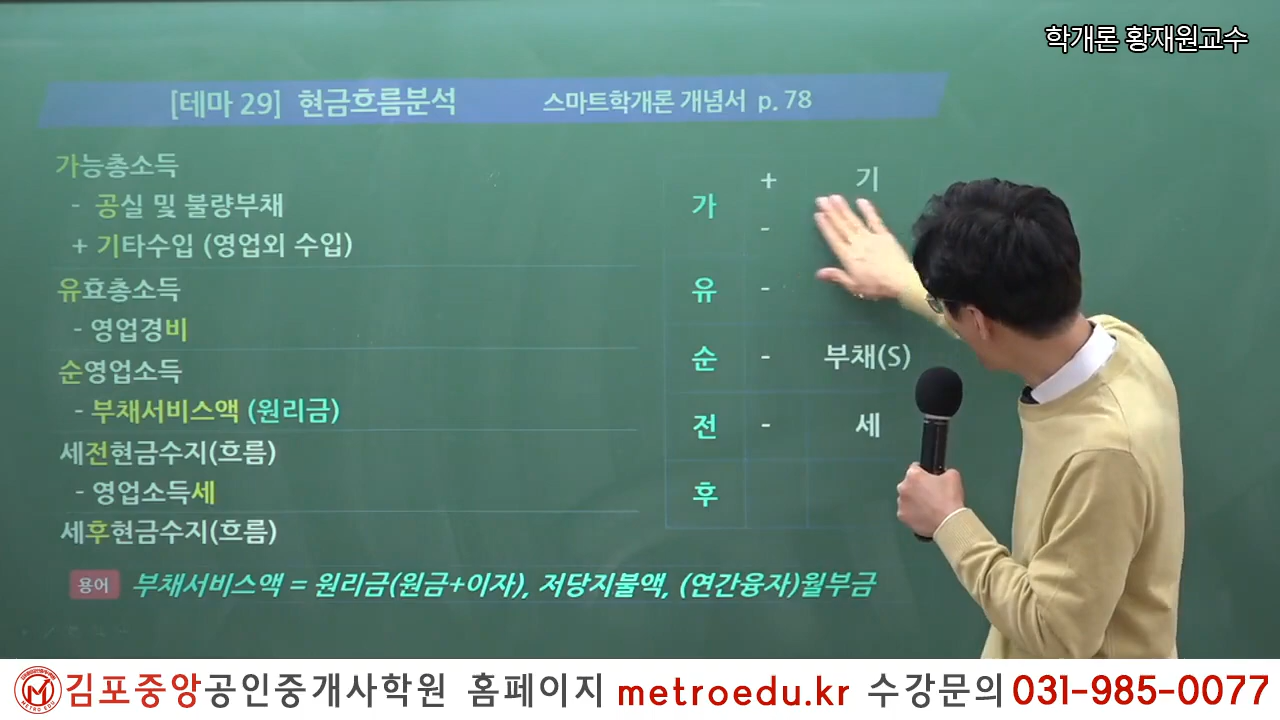 학개론 황재원교수
[테마 29] 현금흐름분석 스마트학개론 개념서 p. 78
가능총소득
- 공실 및 불량부채
+ 기타수입 (영업외 수입)
유효총소득
- 영업경비
순영업소득
- 부채서비스액 (원리금)
세전현금수지(흐름)
- 영업소득세
세후현금수지(흐름)
+ 기
가
-
유 -
순 - 부채(S)
전 - 세
후
용어 부채서비스액 = 원리금(원금+이자), 저당지불액, (연간융자)월부금
김포중앙공인중개사학원 홈페이지 metroedu.kr 수강문의 031-985-0077